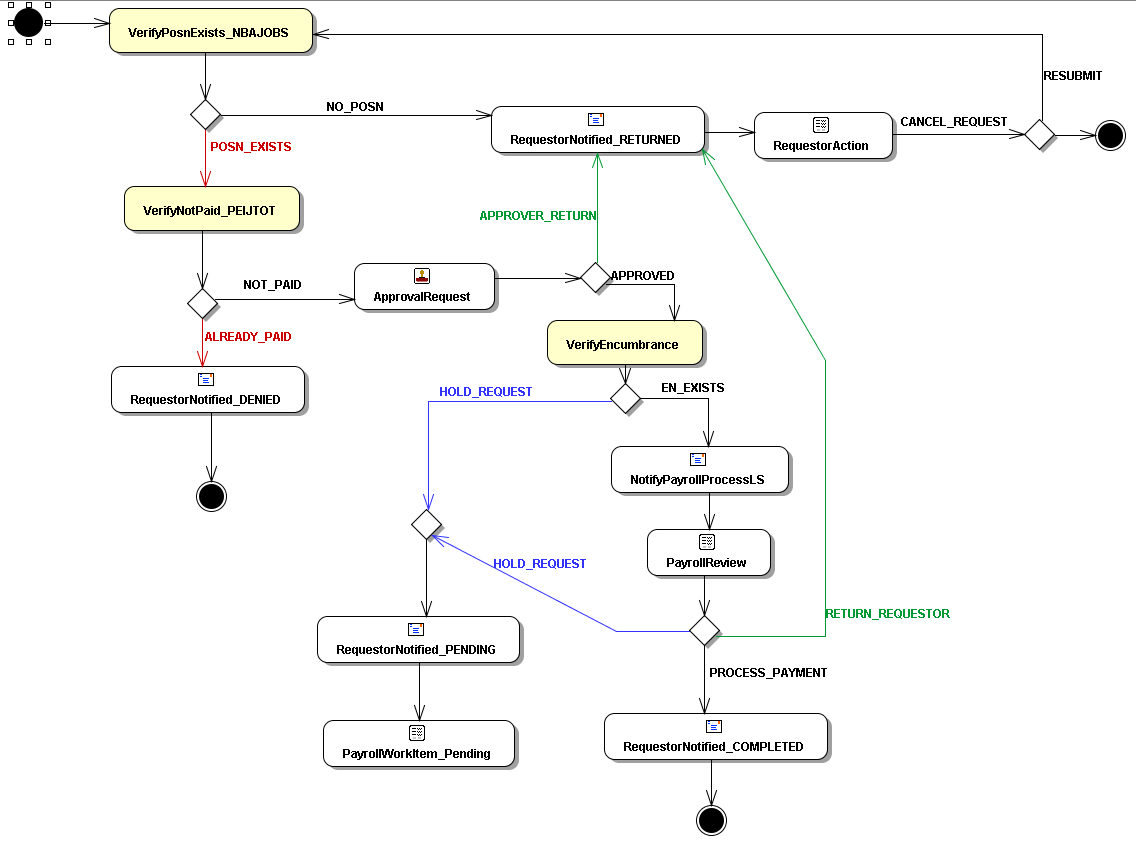 VerifyPosnExists_NBAJOBS
RESUBMIT
NO_POSN
CANCEL_REQUEST
RequestorNotified_RETURNED
RequestorAction
POSN_EXISTS
VerifyNotPaid_PEIJTOT
APPROVER_RETURN
APPROVED
NOT_PAID
ApprovalRequest
ALREADY_PAID
VerifyEncumbrance
RequestorNotified_DENIED
HOLD_REQUEST
EN_EXISTS
NotifyPayrollProcessLS
PayrollReview
HOLD_REQUEST
RETURN_REQUESTOR
RequestorNotified_PENDING
PROCESS_PAYMENT
PayrollWorkItem_Pending
RequestorNotified_COMPLETED